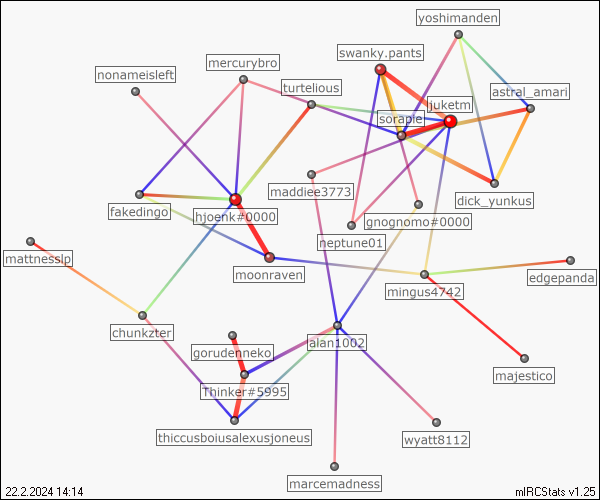 yoshimanden
swanky.pants
mercurybro
nonameisleft
turtelious
astral_amari
juketm
sorapie
maddiee3773
dick_yunkus
fakedingo
hjoenk#0000
gnognomo#0000
neptune01
mattnesslp
moonraven
edgepanda
mingus4742
chunkzter
alan1002
gorudenneko
majestico
Thinker#5995
thiccusboiusalexusjoneus
wyatt8112
marcemadness
22.2.2024 14:14
mIRCStats v1.25